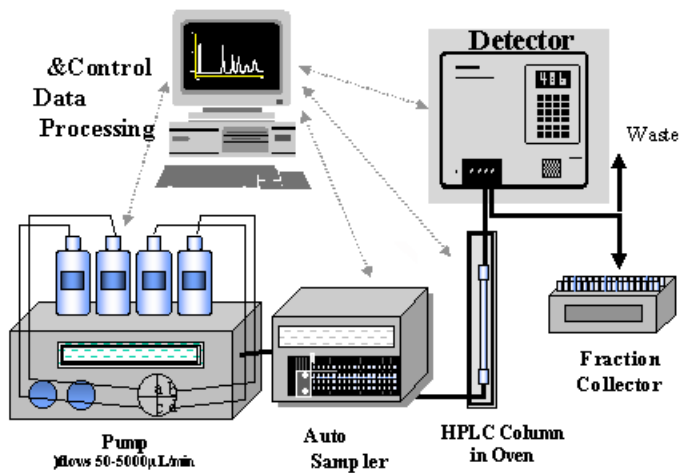 Detector
&Control
Data
Processing
486
Waste
a b
c d
Fraction
Collector
Pump
)flows 50-5000µL/min
Auto
Sampler
HPLC Column
in Oven